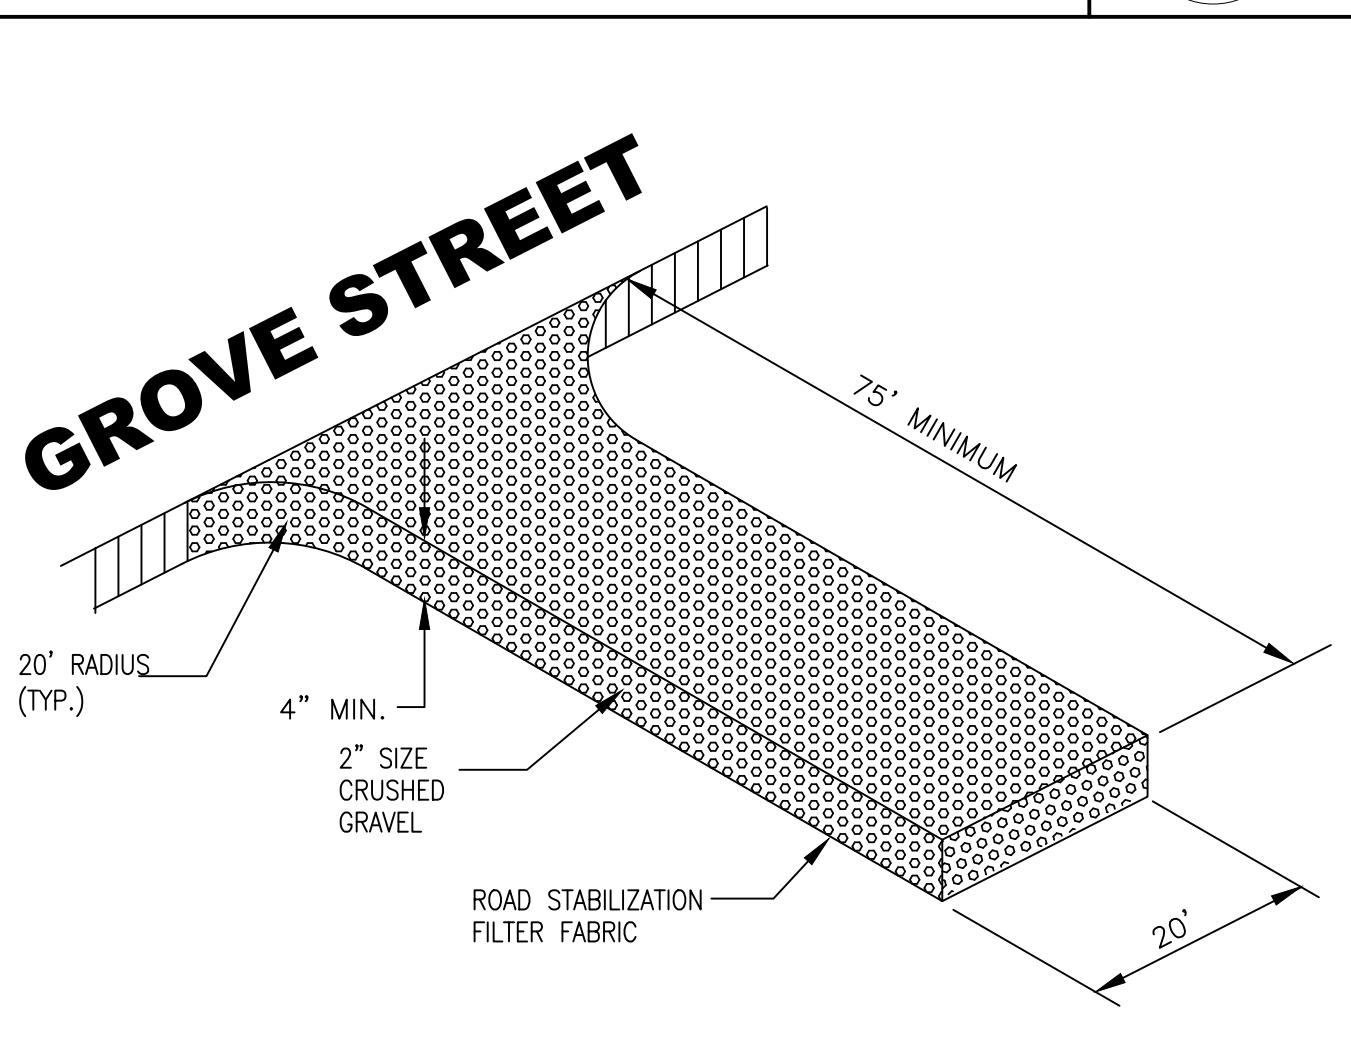 GROVE STREET
75' MINIMUM
20' RADIUS
(TYP.)
4" MIN.
2" SIZE
CRUSHED
GRAVEL
ROAD STABILIZATION
FILTER FABRIC
20'